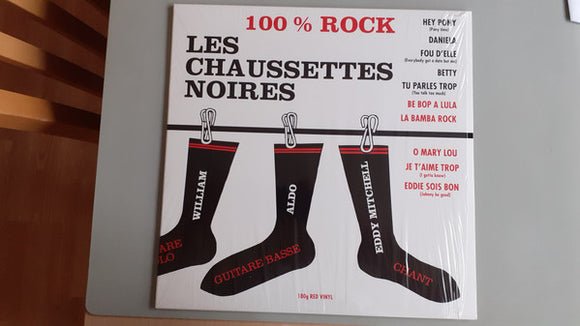 100 % ROCK
LES
CHAUSSETTES
NOIRES
HEY PONY
(Pony time)
DANIELA
FOU D'ELLE
(Everybody got a date but me)
BETTY
TU PARLES TROP
(You talk too much)
BE BOP A LULA
LA BAMBA ROCK
O MARY LOU
JE T'AIME TROP
(I gotta know)
EDDIE SOIS BON
(Johnny be good)
WILLIAM
ALDO
GUITARE BASSE
EDDY MITCHELL
CHANT
180g RED VINYL